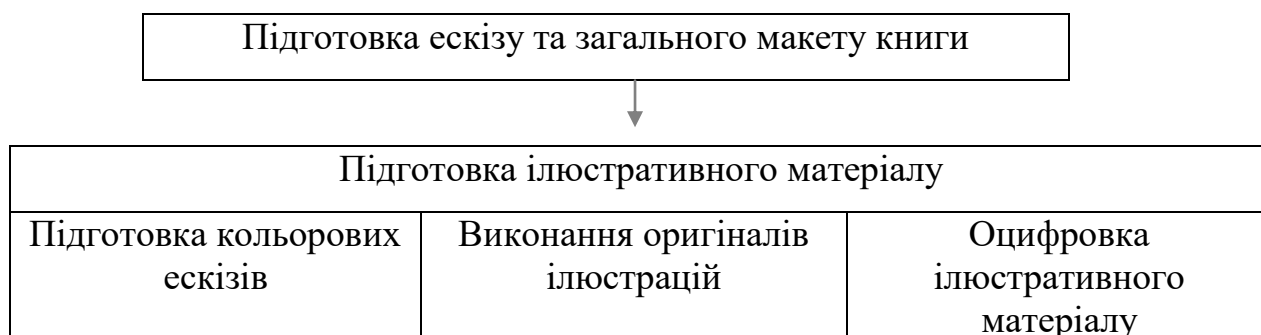 Підготовка ескізу та загального макету книги
Підготовка ілюстративного матеріалу
Підготовка кольорових
ескізів
Виконання оригіналів
ілюстрацій
Оцифровка
ілюстративного
матеріалу